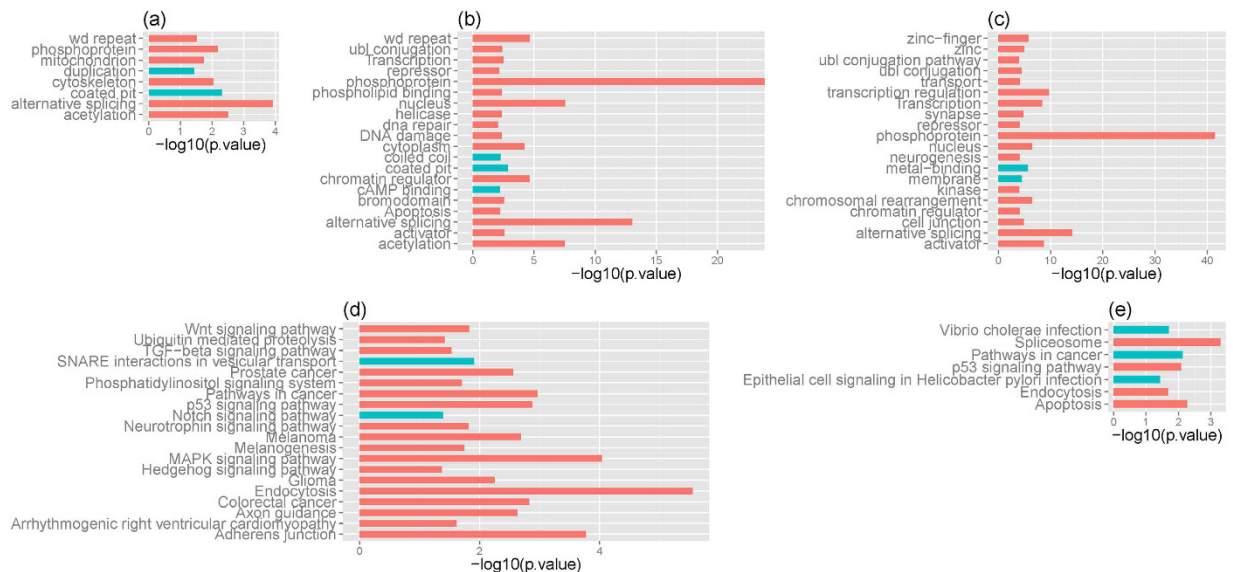 (a)
wd repeat
phosphoprotein
mitochondrion
duplication
cytoskeleton
coated pit
alternative splicing
acetylation
0 1 2 3 4
−log10(p.value)
(b)
wd repeat
ubl conjugation
Transcription
repressor
phosphoprotein
phospholipid binding
nucleus
helicase
dna repair
DNA damage
cytoplasm
coiled coil
coated pit
chromatin regulator
cAMP binding
bromodomain
Apoptosis
alternative splicing
activator
acetylation
0 5 10 15 20
−log10(p.value)
(c)
zinc−finger
zinc
ubl conjugation pathway
ubl conjugation
transport
transcription regulation
Transcription
synapse
repressor
phosphoprotein
nucleus
neurogenesis
metal−binding
membrane
kinase
chromosomal rearrangement
chromatin regulator
cell junction
alternative splicing
activator
0 10 20 30 40
−log10(p.value)
(d)
Wnt signaling pathway
Ubiquitin mediated proteolysis
TGF−beta signaling pathway
SNARE interactions in vesicular transport
Prostate cancer
Phosphatidylinositol signaling system
Pathways in cancer
p53 signaling pathway
Notch signaling pathway
Neurotrophin signaling pathway
Melanoma
Melanogenesis
MAPK signaling pathway
Hedgehog signaling pathway
Glioma
Endocytosis
Colorectal cancer
Axon guidance
Arrhythmogenic right ventricular cardiomyopathy
Adherens junction
0 2 4
−log10(p.value)
(e)
Vibrio cholerae infection
Spliceosome
Pathways in cancer
p53 signaling pathway
Epithelial cell signaling in Helicobacter pylori infection
Endocytosis
Apoptosis
0 1 2 3
−log10(p.value)